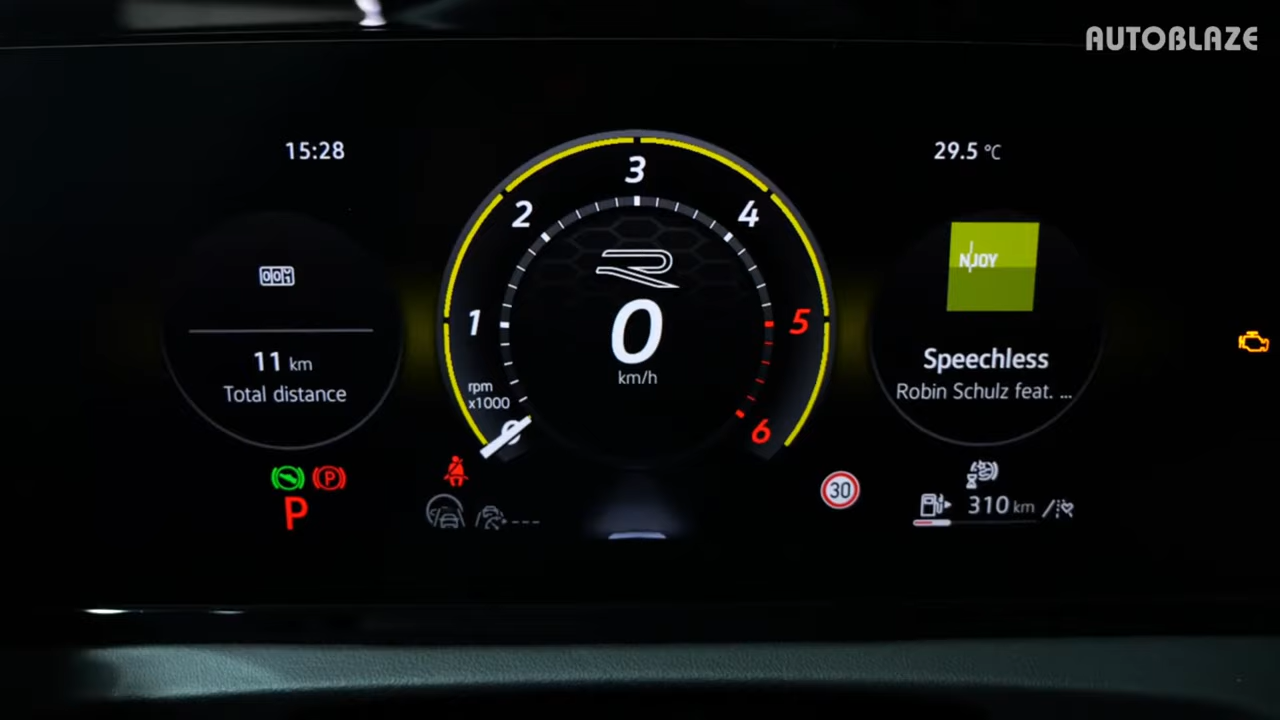 AUTOBLAZE
15:28
29.5 °C
3
2
4
NJOY
1
5
0
km/h
11 km
Total distance
rpm
x1000
0
6
Speechless
Robin Schulz feat. ...
P
P
30
310 km